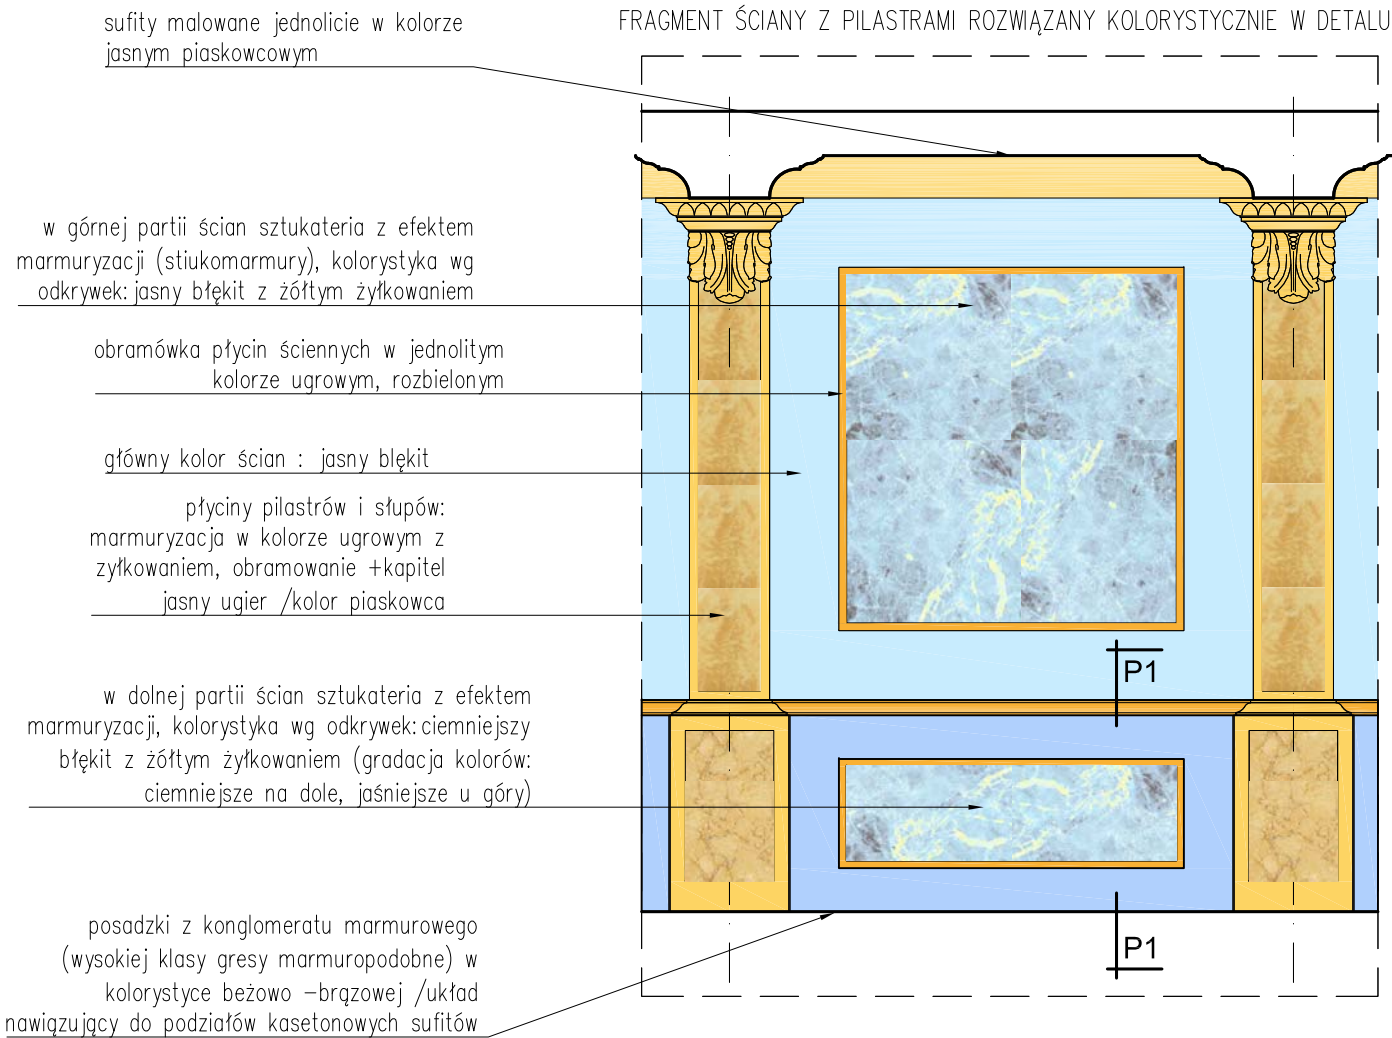 sufity malowane jednolicie w kolorze
jasnym piaskowcowym
FRAGMENT ŚCIANY Z PILASTRAMI ROZWIĄZANY KOLORYSTYCZNIE W DETALU
w górnej partii ścian sztukateria z efektem
marmuryzacji (stiukomarmury), kolorystyka wg
odkrywek: jasny błękit z żółtym żyłkowaniem
obramówka płycin ściennych w jednolitym
kolorze ugrowym, rozbielonym
główny kolor ścian : jasny błękit
płyciny pilastrów i słupów:
marmuryzacja w kolorze ugrowym z
zyłkowaniem, obramowanie +kapitel
jasny ugier /kolor piaskowca
P1
w dolnej partii ścian sztukateria z efektem
marmuryzacji, kolorystyka wg odkrywek: ciemniejszy
błękit z żółtym żyłkowaniem (gradacja kolorów:
ciemniejsze na dole, jaśniejsze u góry)
posadzki z konglomeratu marmurowego
(wysokiej klasy gresy marmuropodobne) w
kolorystyce beżowo -brązowej /układ
nawiązujący do podziałów kasetonowych sufitów
P1